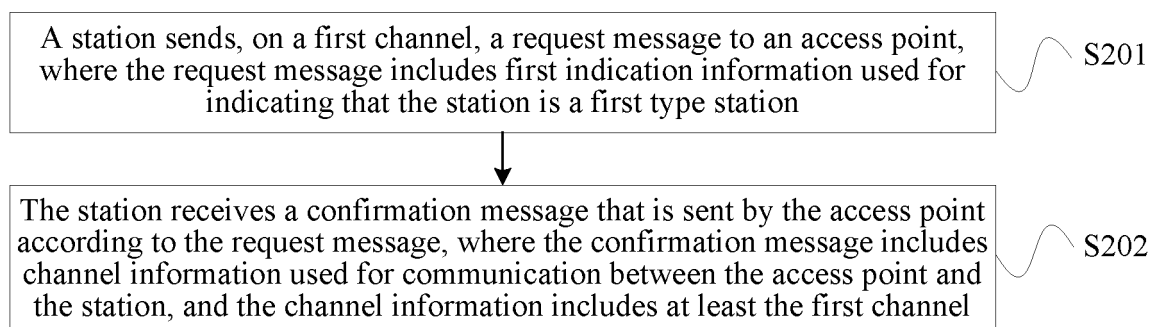 A station sends, on a first channel, a request message to an access point,
where the request message includes first indication information used for
indicating that the station is a first type station
S201
The station receives a confirmation message that is sent by the access point
according to the request message, where the confirmation message includes
channel information used for communication between the access point and
the station, and the channel information includes at least the first channel
S202